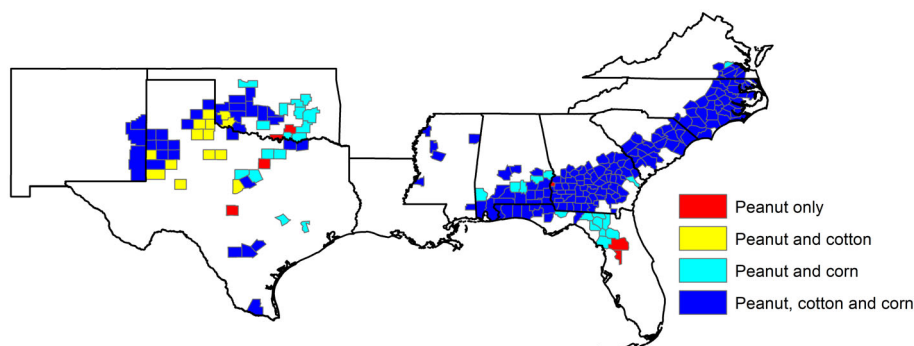 Peanut only
Peanut and cotton
Peanut and corn
Peanut, cotton and corn